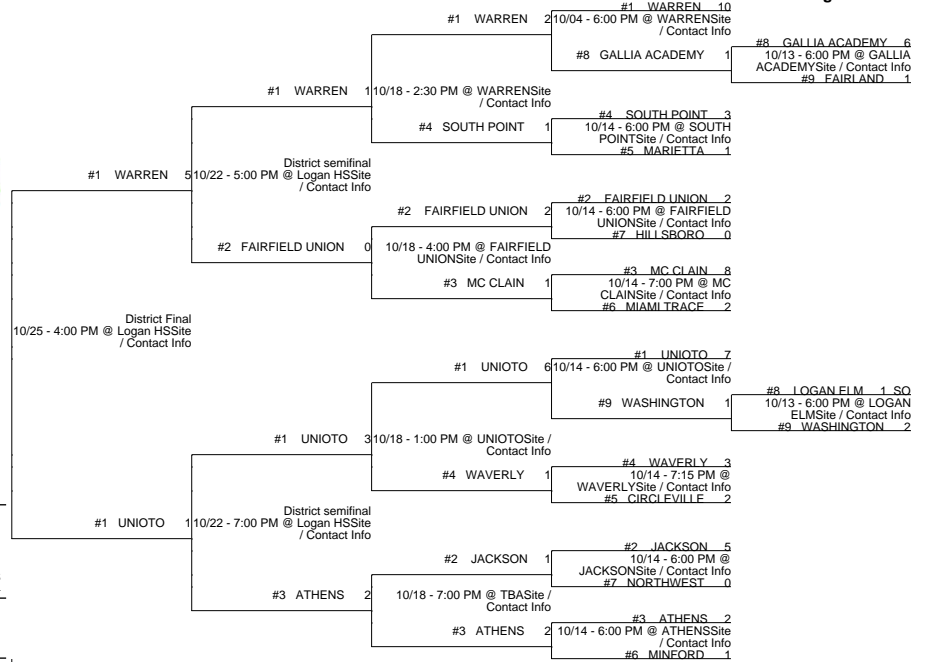 #1 WARREN 10
#1 WARREN 2
10/04 - 6:00 PM @ WARRENSite
/ Contact Info
#8 GALLIA ACADEMY 1
#8 GALLIA ACADEMY 6
10/13 - 6:00 PM @ GALLIA
ACADEMYSite / Contact Info
#9 FAIRLAND 1
#1 WARREN 1
10/18 - 2:30 PM @ WARRENSite
/ Contact Info
#4 SOUTH POINT 3
#4 SOUTH POINT 1
10/14 - 6:00 PM @ SOUTH
POINTSite / Contact Info
#5 MARIETTA 1
#1 WARREN 5
District semifinal
10/22 - 5:00 PM @ Logan HSSite
/ Contact Info
#2 FAIRFIELD UNION 2
#2 FAIRFIELD UNION 2
10/14 - 6:00 PM @ FAIRFIELD
UNIONSite / Contact Info
#7 HILLSBORO 0
#2 FAIRFIELD UNION 0
10/18 - 4:00 PM @ FAIRFIELD
UNIONSite / Contact Info
#3 MC CLAIN 8
#3 MC CLAIN 1
10/14 - 7:00 PM @ MC
CLAINSite / Contact Info
#6 MIAMI TRACE 2
District Final
10/25 - 4:00 PM @ Logan HSSite
/ Contact Info
#1 UNIOTO 7
#1 UNIOTO 6
10/14 - 6:00 PM @ UNIOTOSite /
Contact Info
#9 WASHINGTON 1
#8 LOGAN ELM 1 SO
10/13 - 6:00 PM @ LOGAN
ELMSite / Contact Info
#9 WASHINGTON 2
#1 UNIOTO 3
10/18 - 1:00 PM @ UNIOTOSite /
Contact Info
#4 WAVERLY 3
#4 WAVERLY 1
10/14 - 7:15 PM @
WAVERLYSite / Contact Info
#5 CIRCLEVILLE 2
#1 UNIOTO 1
District semifinal
10/22 - 7:00 PM @ Logan HSSite
/ Contact Info
#2 JACKSON 5
#2 JACKSON 1
10/14 - 6:00 PM @
JACKSONSite / Contact Info
#7 NORTHWEST 0
#3 ATHENS 2
10/18 - 7:00 PM @ TBASite /
Contact Info
#3 ATHENS 2
#3 ATHENS 2
10/14 - 6:00 PM @ ATHENSSite
/ Contact Info
#6 MINFORD 1